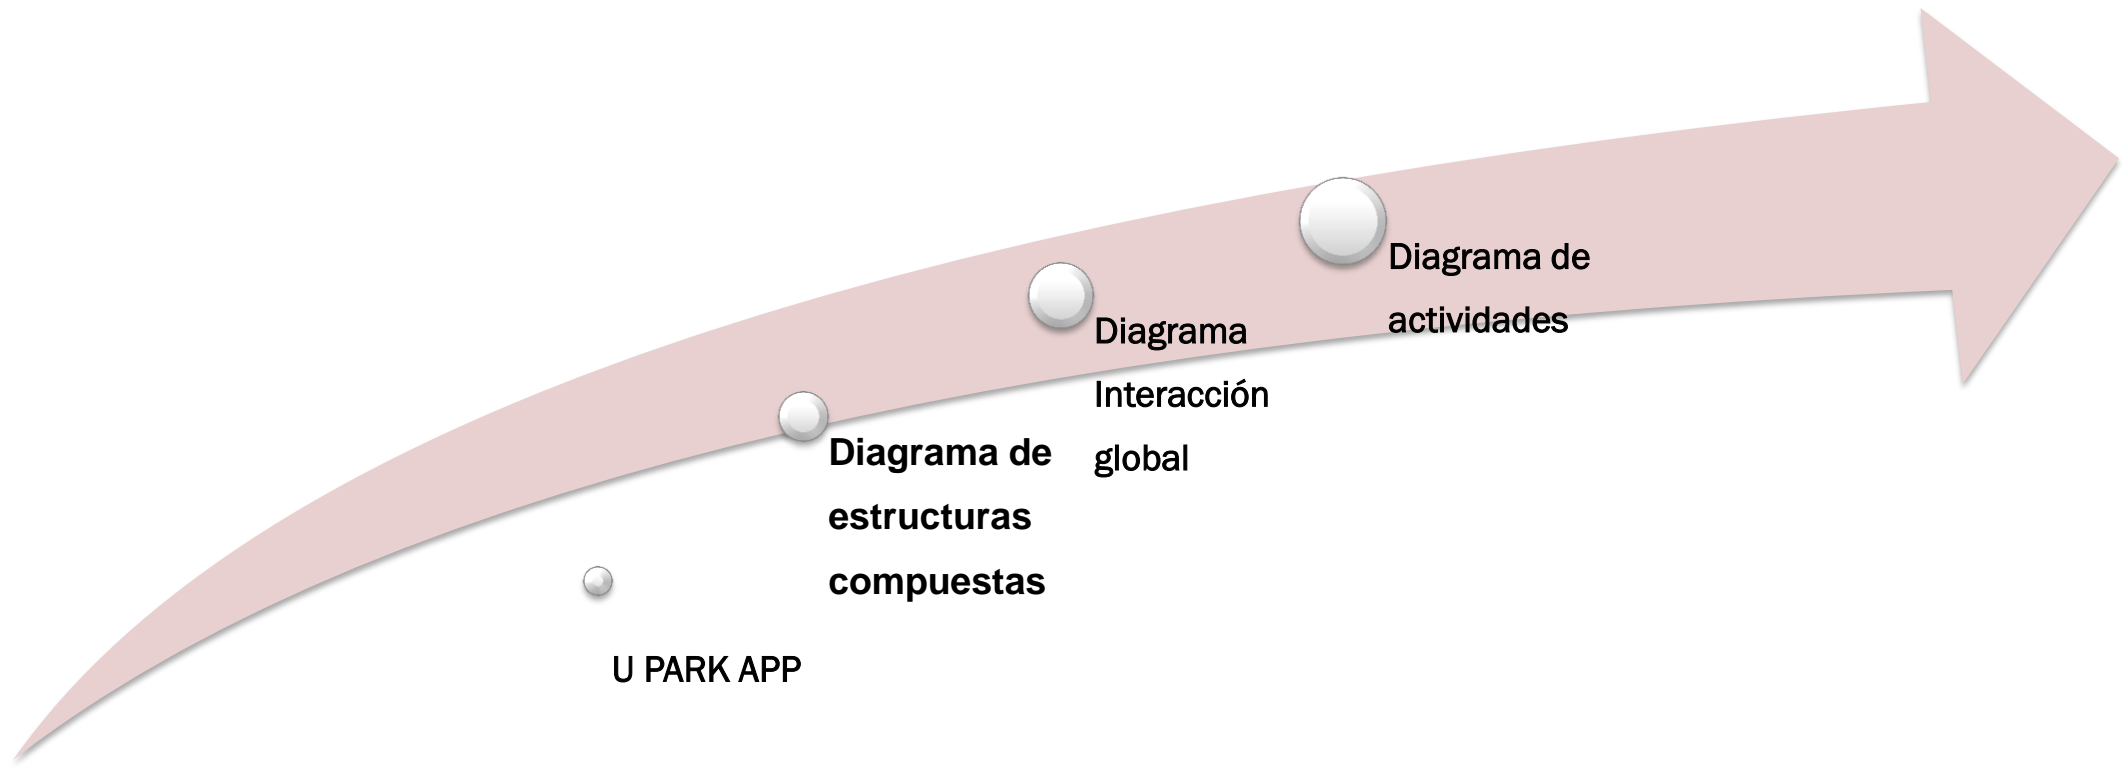 U PARK APP
Diagrama de
estructuras
compuestas
Diagrama
Interacción
global
Diagrama de
actividades